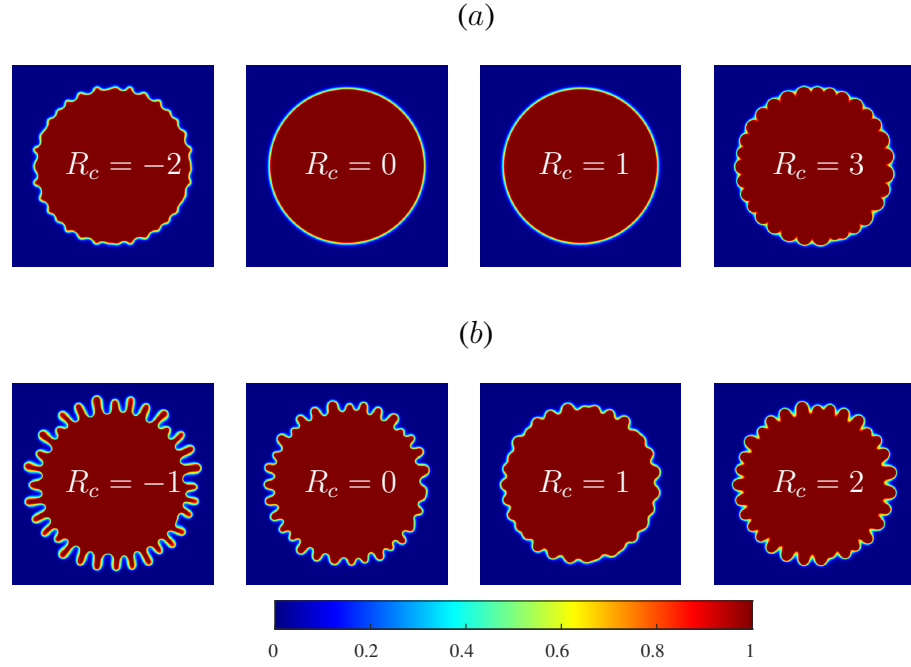 (a)
R_c = −2 R_c = 0 R_c = 1 R_c = 3
(b)
R_c = −1 R_c = 0 R_c = 1 R_c = 2
0 0.2 0.4 0.6 0.8 1